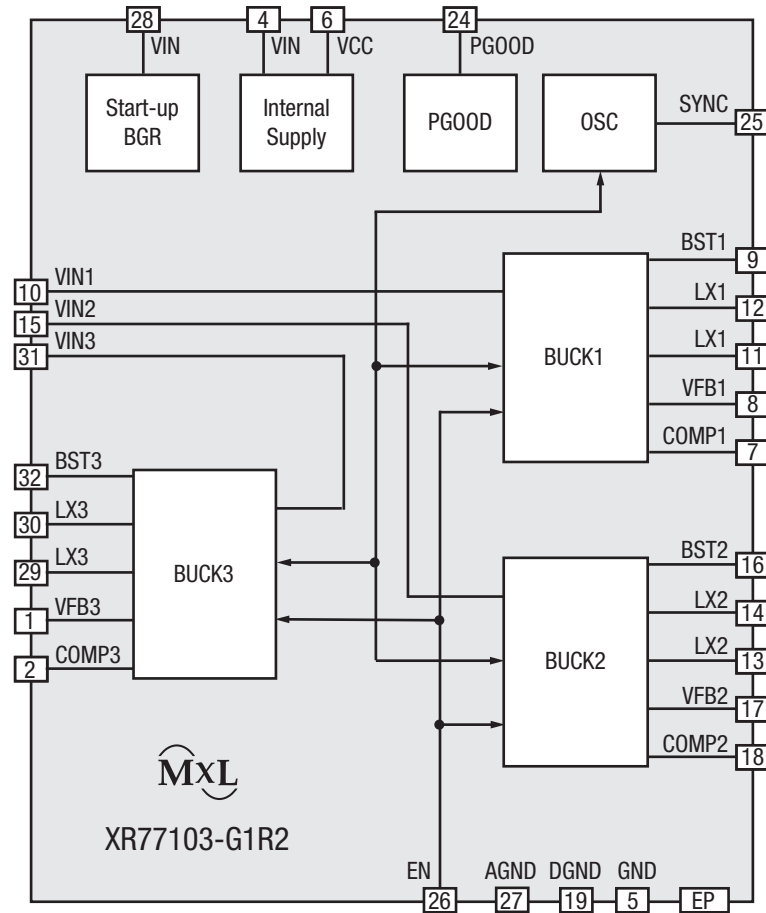 28 4 6 24
VIN VIN VCC PGOOD
Start-up
BGR
Internal
Supply
PGOOD
OSC
SYNC
25
VIN1
10
VIN2
15
VIN3
31
BUCK1
BST1
9
LX1
12
LX1
11
VFB1
8
COMP1
7
BST3
32
LX3
30
LX3
29
VFB3
1
COMP3
2
BUCK3
BUCK2
BST2
16
LX2
14
LX2
13
VFB2
17
COMP2
18
MxL
XR77103-G1R2
EN AGND DGND GND
26 27 19 5 EP